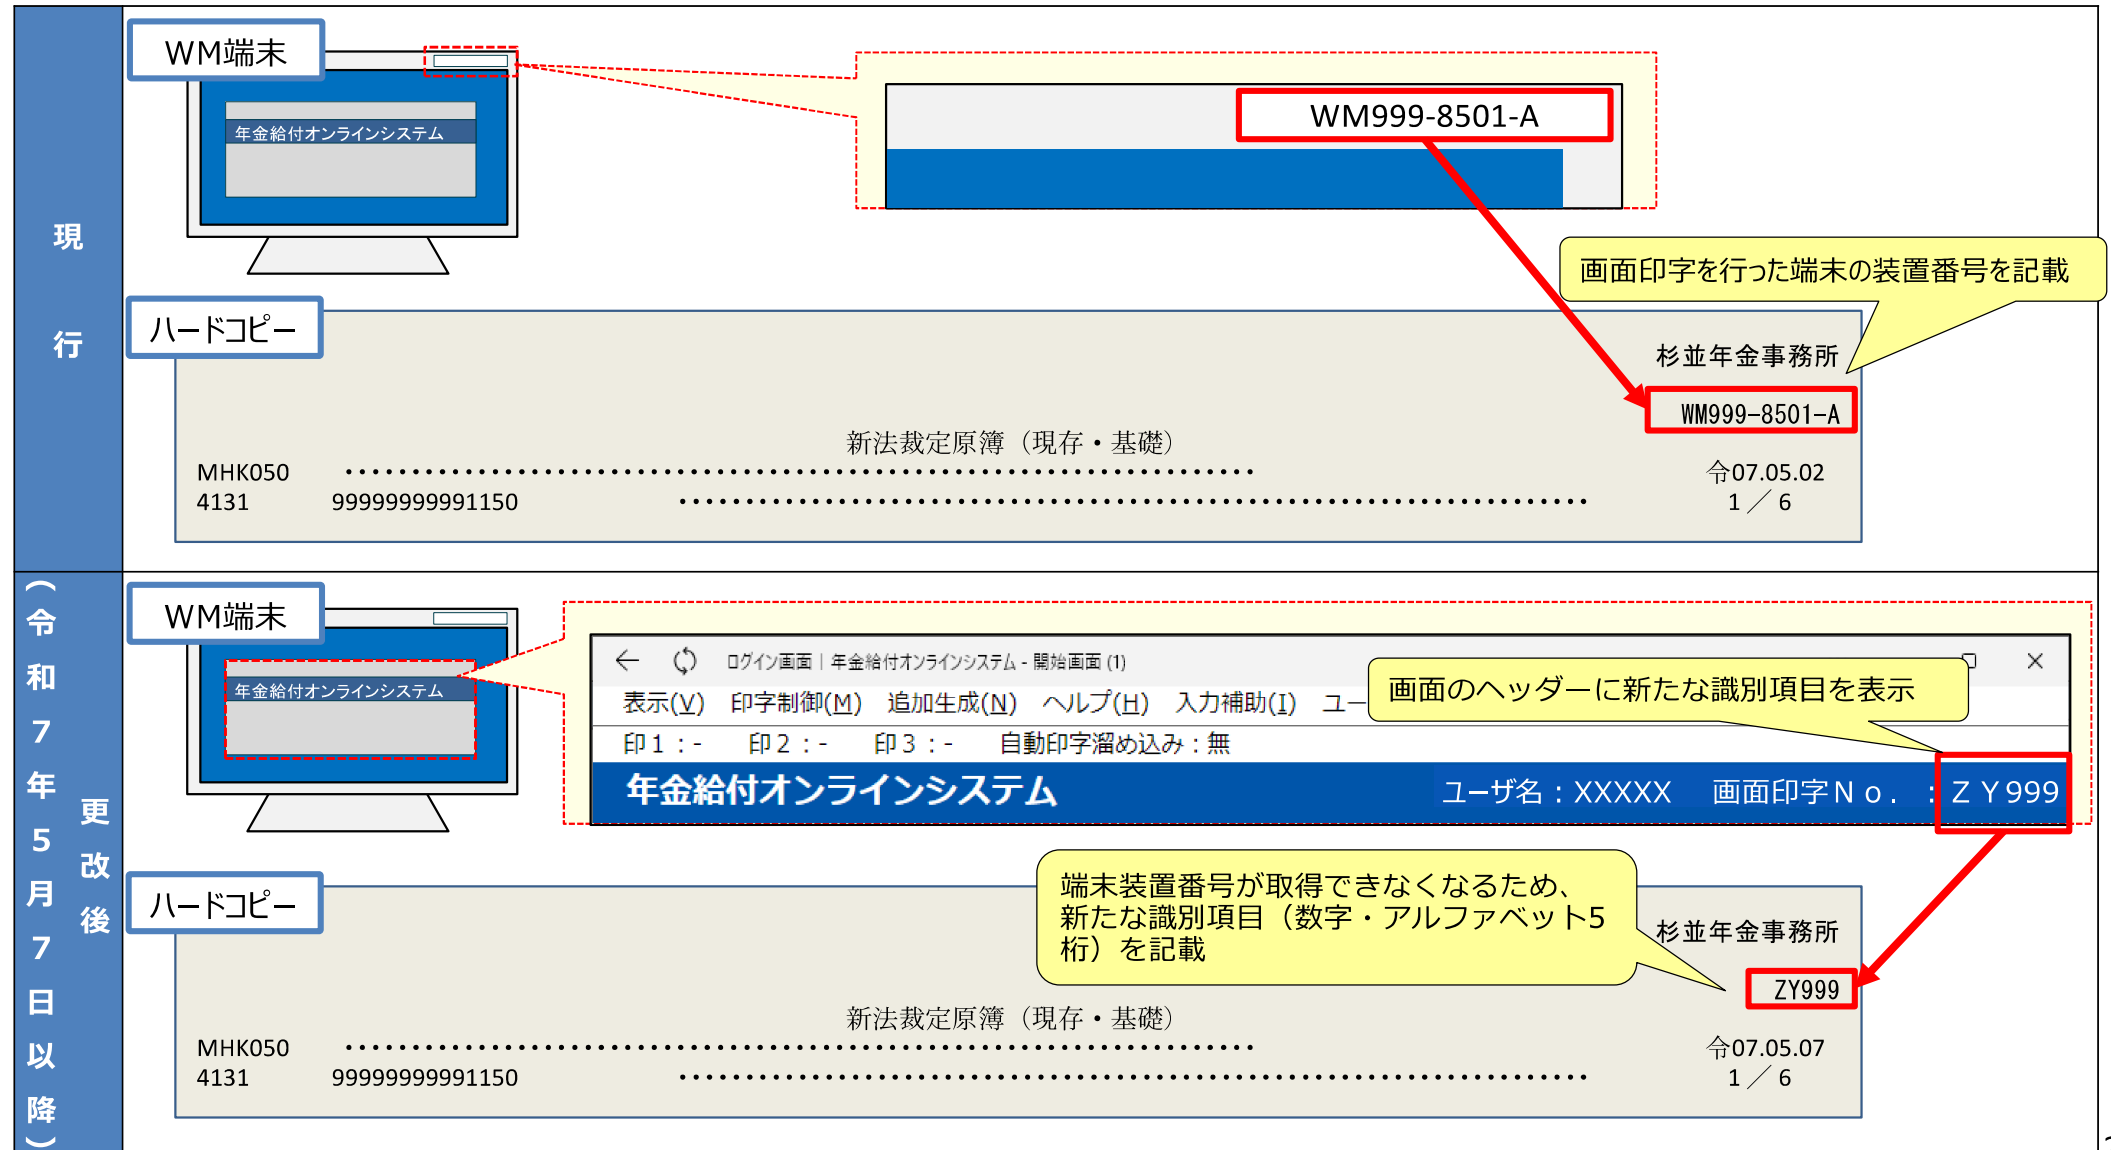 現行
WM端末
年金給付オンラインシステム
WM999-8501-A
画面印字を行った端末の装置番号を記載
ハードコピー
杉並年金事務所
WM999-8501-A
新法裁定原簿（現存・基礎）
MHK050 ・・・・・・・・・・・・・・・・・・・・・・・・・・・・・・ 令07.05.02
4131 99999999991150 ・・・・・・・・・・・・・・・・・・・・・・・・・・・・・・ 1／6
更改後
（令和7年5月7日以降）
WM端末
年金給付オンラインシステム
ログイン画面｜年金給付オンラインシステム - 開始画面 (1)
画面のヘッダーに新たな識別項目を表示
表示(V) 印字制御(M) 追加生成(N) ヘルプ(H) 入力補助(I) ユー
印1：- 印2：- 印3：- 自動印字溜め込み：無
年金給付オンラインシステム ユーザ名：XXXXX 画面印字No．：ZY999
端末装置番号が取得できなくなるため、
新たな識別項目（数字・アルファベット5
桁）を記載
ハードコピー
杉並年金事務所
ZY999
新法裁定原簿（現存・基礎）
MHK050 ・・・・・・・・・・・・・・・・・・・・・・・・・・・・・・ 令07.05.07
4131 99999999991150 ・・・・・・・・・・・・・・・・・・・・・・・・・・・・・・ 1／6